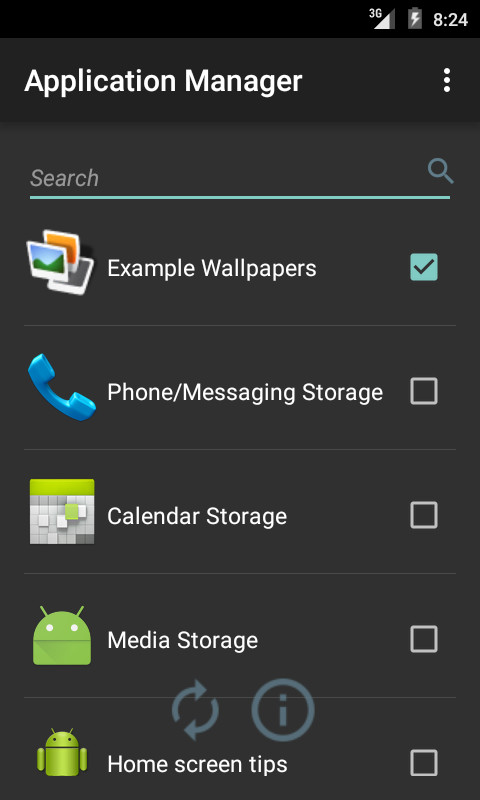 3G 8:24
Application Manager
Search
Example Wallpapers
Phone/Messaging Storage
Calendar Storage
Media Storage
Home screen tips